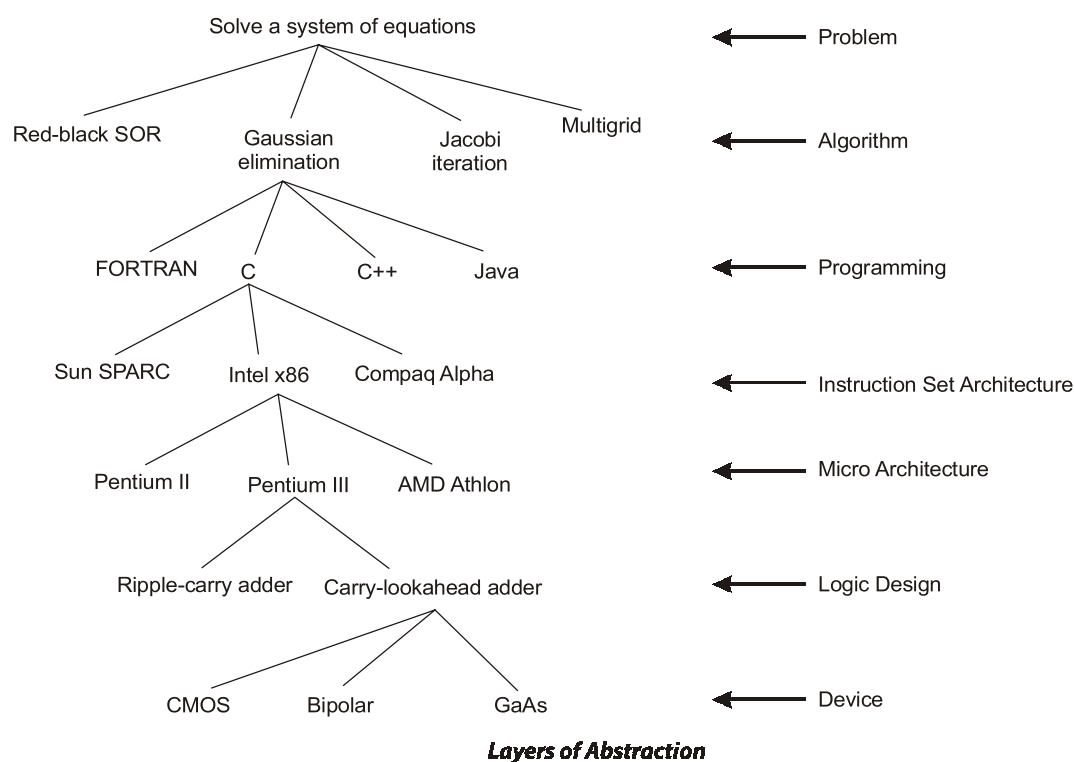 Solve a system of equations
Problem
Red-black SOR
Gaussian
elimination
Jacobi
iteration
Multigrid
Algorithm
FORTRAN
C
C++
Java
Programming
Sun SPARC
Intel x86
Compaq Alpha
Instruction Set Architecture
Pentium II
Pentium III
AMD Athlon
Micro Architecture
Ripple-carry adder
Carry-lookahead adder
Logic Design
CMOS
Bipolar
GaAs
Device
Layers of Abstraction